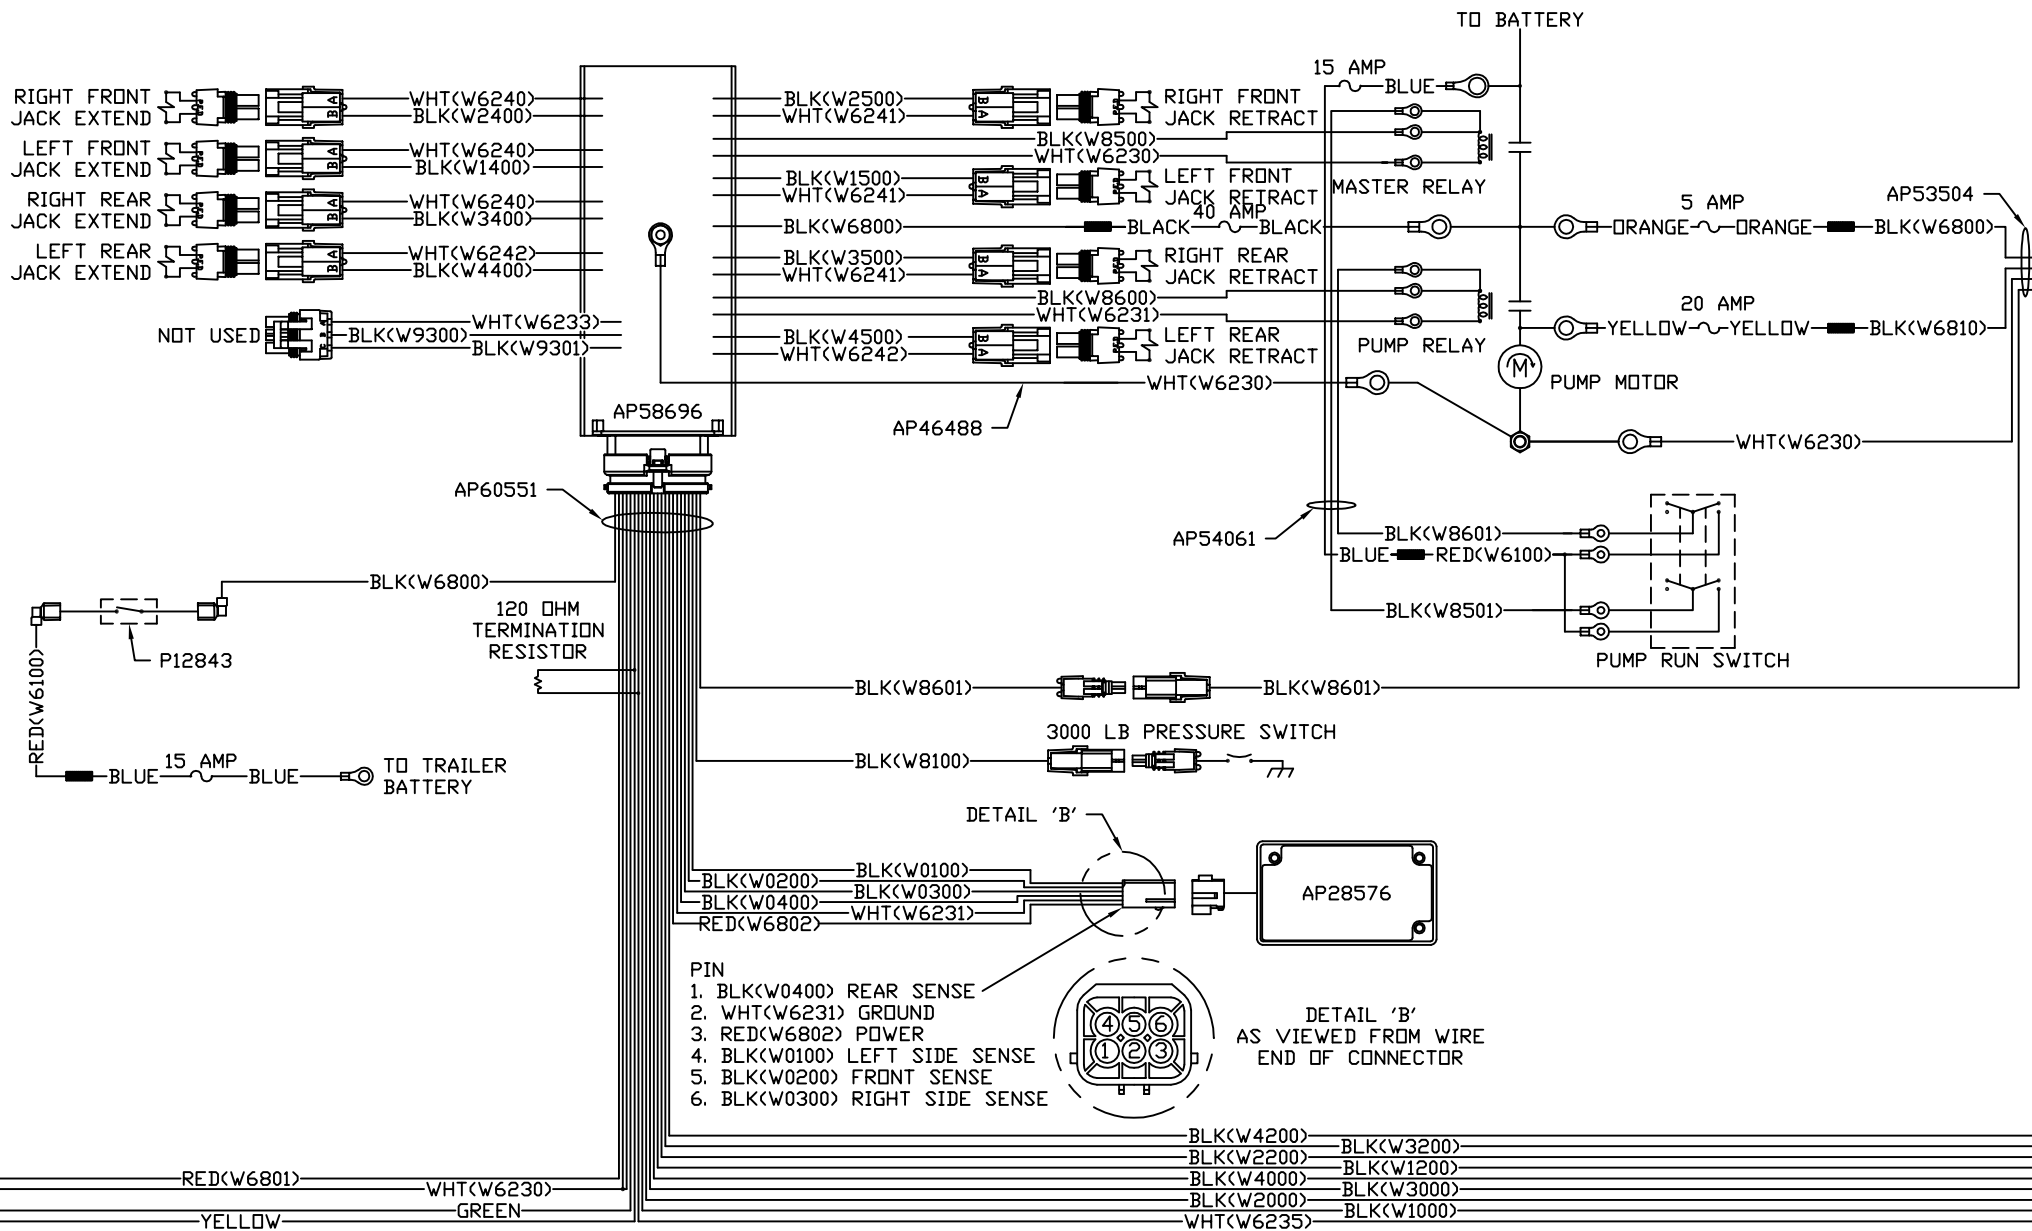 TO BATTERY
15 AMP
BLUE
RIGHT FRONT
JACK EXTEND
WHT(W6240)
BLK(W2400)
A
B
LEFT FRONT
JACK EXTEND
WHT(W6240)
BLK(W1400)
A
B
RIGHT REAR
JACK EXTEND
WHT(W6240)
BLK(W3400)
A
B
LEFT REAR
JACK EXTEND
WHT(W6242)
BLK(W4400)
A
B
NOT USED
WHT(W6233)
BLK(W9300)
BLK(W9301)
AP58696
BLK(W2500)
WHT(W6241)
B
A
RIGHT FRONT
JACK RETRACT
BLK(W8500)
WHT(W6230)
MASTER RELAY
BLK(W1500)
WHT(W6241)
B
A
LEFT FRONT
JACK RETRACT
BLK(W6800)
BLACK
40 AMP
BLACK
BLK(W3500)
WHT(W6241)
B
A
RIGHT REAR
JACK RETRACT
BLK(W8600)
WHT(W6231)
PUMP RELAY
BLK(W4500)
WHT(W6242)
B
A
LEFT REAR
JACK RETRACT
WHT(W6230)
AP46488
AP53504
5 AMP
ORANGE
ORANGE
BLK(W6800)
20 AMP
YELLOW
YELLOW
BLK(W6810)
M
PUMP MOTOR
WHT(W6230)
AP60551
AP54061
BLK(W8601)
BLUE
RED(W6100)
BLK(W8501)
PUMP RUN SWITCH
BLK(W6800)
P12843
RED(W6100)
15 AMP
BLUE
BLUE
TO TRAILER
BATTERY
120 OHM
TERMINATION
RESISTOR
BLK(W8601)
BLK(W8601)
3000 LB PRESSURE SWITCH
BLK(W8100)
DETAIL 'B'
BLK(W0100)
BLK(W0200)
BLK(W0300)
BLK(W0400)
WHT(W6231)
RED(W6802)
AP28576
PIN
1. BLK(W0400) REAR SENSE
2. WHT(W6231) GROUND
3. RED(W6802) POWER
4. BLK(W0100) LEFT SIDE SENSE
5. BLK(W0200) FRONT SENSE
6. BLK(W0300) RIGHT SIDE SENSE
4 5 6
1 2 3
DETAIL 'B'
AS VIEWED FROM WIRE
END OF CONNECTOR
BLK(W4200)
BLK(W3200)
BLK(W2200)
BLK(W1200)
BLK(W4000)
BLK(W3000)
BLK(W2000)
BLK(W1000)
WHT(W6235)
RED(W6801)
WHT(W6230)
GREEN
YELLOW